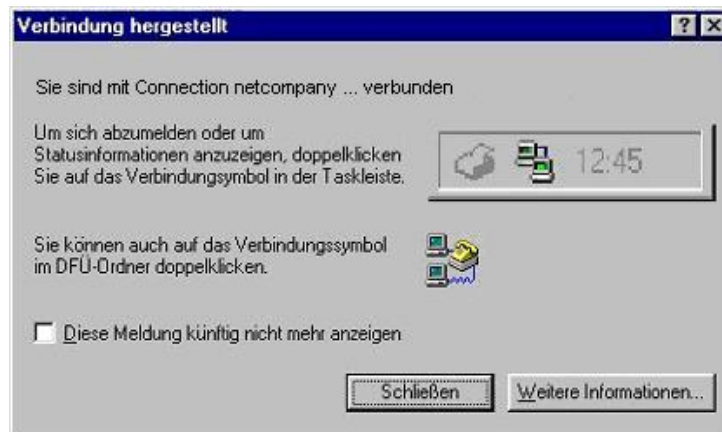 Verbindung hergestellt
Sie sind mit Connection netcompany ... verbunden
Um sich abzumelden oder um
Statusinformationen anzuzeigen, doppelklicken
Sie auf das Verbindungsymbol in der Taskleiste.
12:45
Sie können auch auf das Verbindungssymbol
im DFÜ-Ordner doppelklicken.
Diese Meldung künftig nicht mehr anzeigen
Schließen
Weitere Informationen...